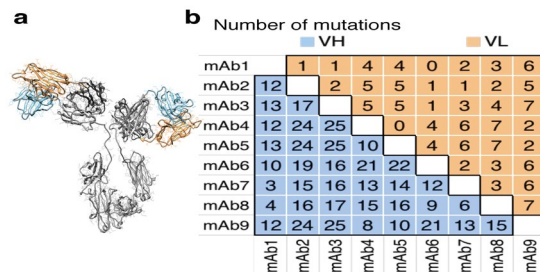 a
b Number of mutations
VH VL
mAb1 1 1 4 4 0 2 3 6
mAb2 12 2 5 5 1 1 2 5
mAb3 13 17 5 5 1 3 4 7
mAb4 12 24 25 0 4 6 7 2
mAb5 13 24 25 10 4 6 7 2
mAb6 10 19 16 21 22 2 3 6
mAb7 3 15 16 13 14 12 3 6
mAb8 4 16 17 15 16 9 6 7
mAb9 12 24 25 8 10 21 13 15
mAb1 mAb2 mAb3 mAb4 mAb5 mAb6 mAb7 mAb8 mAb9